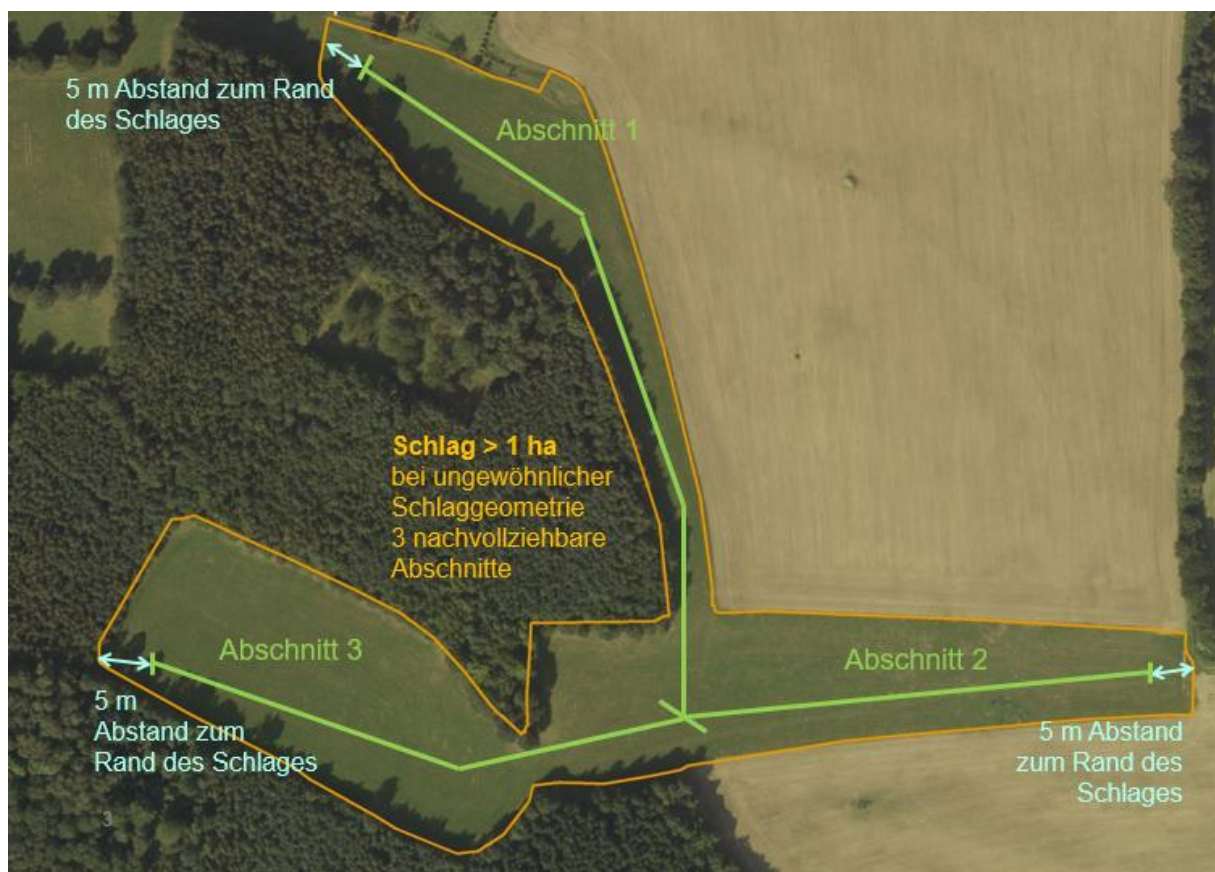 5 m Abstand zum Rand
des Schlages
Abschnitt 1
Schlag > 1 ha
bei ungewöhnlicher
Schlaggeometrie
3 nachvollziehbare
Abschnitte
Abschnitt 3
Abschnitt 2
5 m
Abstand zum
Rand des Schlages
5 m Abstand
zum Rand des
Schlages
3